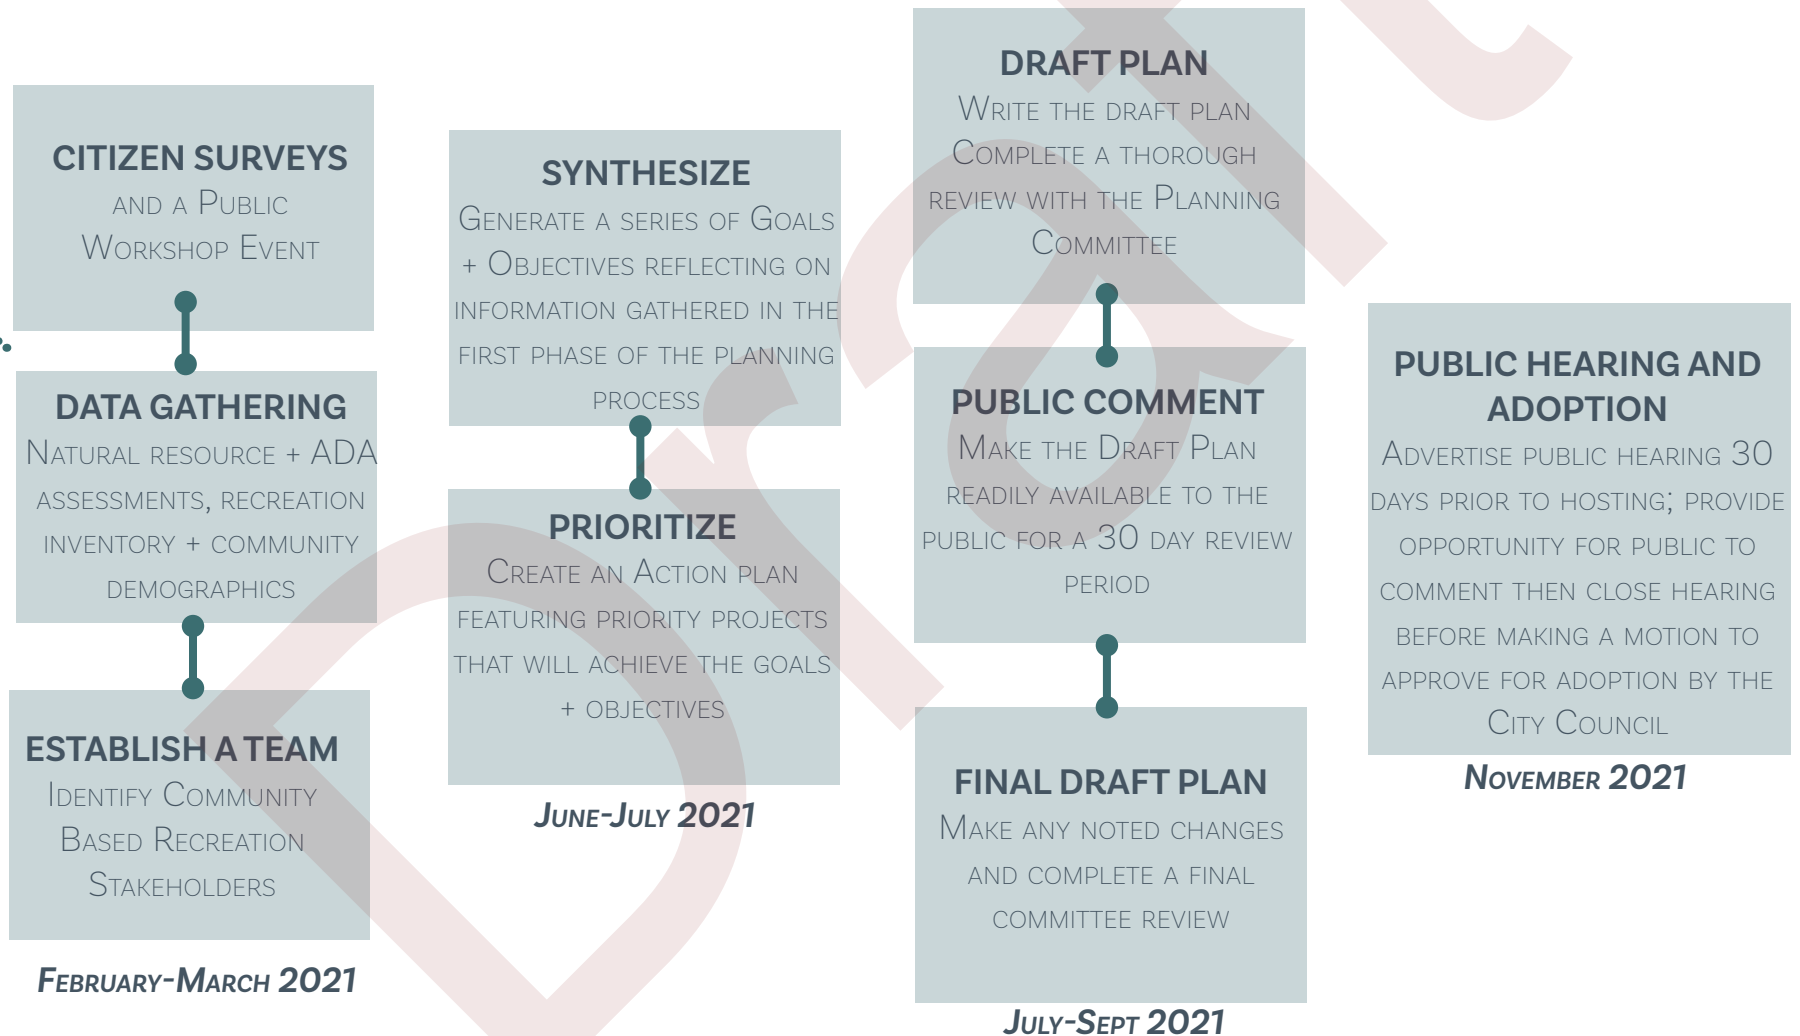 CITIZEN SURVEYS
and a Public
Workshop Event
DATA GATHERING
Natural resource + ADA
assessments, recreation
inventory + community
demographics
ESTABLISH A TEAM
Identify Community
Based Recreation
Stakeholders
February-March 2021
SYNTHESIZE
Generate a series of Goals
+ Objectives reflecting on
information gathered in the
first phase of the planning
process
PRIORITIZE
Create an Action plan
featuring priority projects
that will achieve the goals
+ objectives
June-July 2021
DRAFT PLAN
Write the draft plan
Complete a thorough
review with the Planning
Committee
PUBLIC COMMENT
Make the Draft Plan
readily available to the
public for a 30 day review
period
FINAL DRAFT PLAN
Make any noted changes
and complete a final
committee review
July-Sept 2021
PUBLIC HEARING AND
ADOPTION
Advertise public hearing 30
days prior to hosting; provide
opportunity for public to
comment then close hearing
before making a motion to
approve for adoption by the
City Council
November 2021
Draft